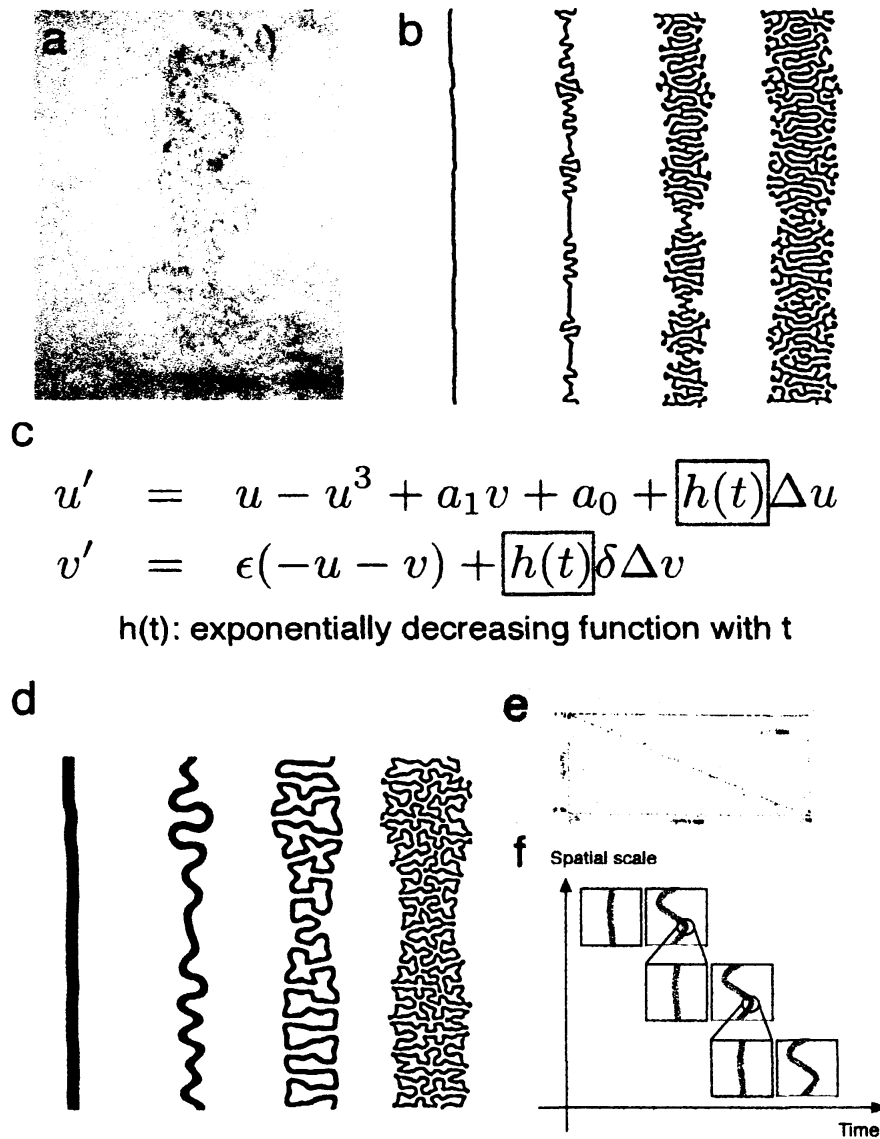 a
b
c
u′ = u − u³ + a₁v + a₀ + h(t)Δu
v′ = ϵ(−u − v) + h(t)δΔv
h(t): exponentially decreasing function with t
d
e
f
Spatial scale
Time